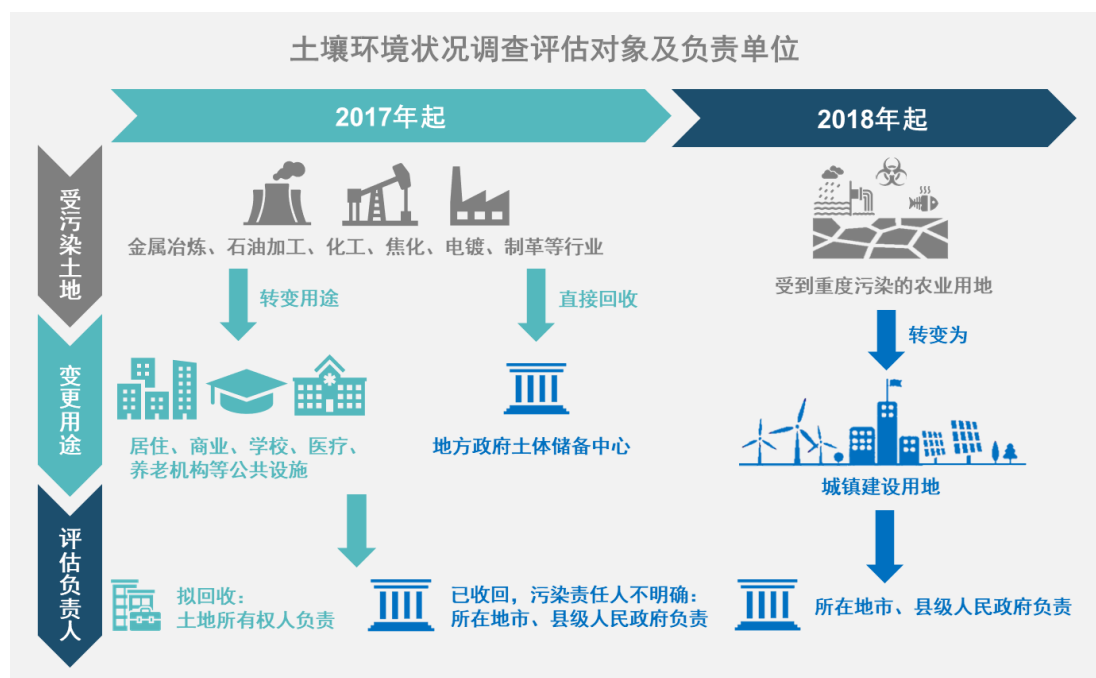 土壤环境状况调查评估对象及负责单位
2017年起
2018年起
受污染土地
金属冶炼、石油加工、化工、焦化、电镀、制革等行业
受到重度污染的农业用地
转变用途
直接回收
转变为
变更用途
居住、商业、学校、医疗、
养老机构等公共设施
地方政府土体储备中心
城镇建设用地
评估负责人
拟回收：
土地所有权人负责
已收回，污染责任人不明确：
所在地市、县级人民政府负责
所在地市、县级人民政府负责